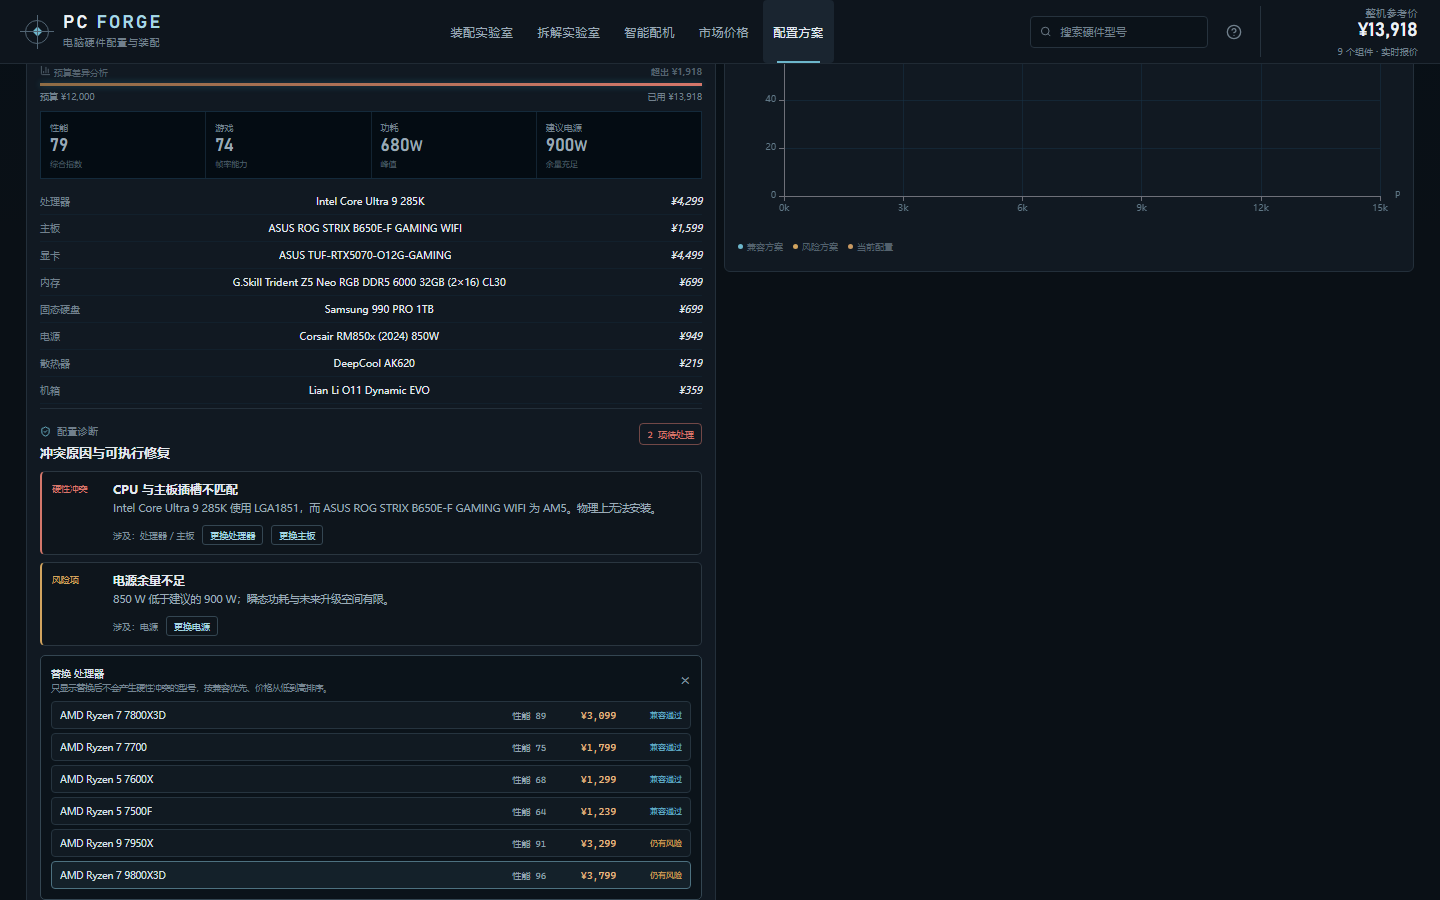 PC FORGE
电脑硬件配置与装配
装配实验室
拆解实验室
智能配机
市场价格
配置方案
搜索硬件型号
整机参考价
¥13,918
9 个组件 · 实时报价
预算差异分析
超出 ¥1,918
预算 ¥12,000
已用 ¥13,918
性能
79
综合指数
游戏
74
帧率能力
功耗
680W
峰值
建议电源
900W
余量充足
处理器 Intel Core Ultra 9 285K ¥4,299
主板 ASUS ROG STRIX B650E-F GAMING WIFI ¥1,599
显卡 ASUS TUF-RTX5070-O12G-GAMING ¥4,499
内存 G.Skill Trident Z5 Neo RGB DDR5 6000 32GB (2×16) CL30 ¥699
固态硬盘 Samsung 990 PRO 1TB ¥699
电源 Corsair RM850x (2024) 850W ¥949
散热器 DeepCool AK620 ¥219
机箱 Lian Li O11 Dynamic EVO ¥359
配置诊断
冲突原因与可执行修复
2 项待处理
硬性冲突
CPU 与主板插槽不匹配
Intel Core Ultra 9 285K 使用 LGA1851，而 ASUS ROG STRIX B650E-F GAMING WIFI 为 AM5。物理上无法安装。
涉及：处理器 / 主板 更换处理器 更换主板
风险项
电源余量不足
850 W 低于建议的 900 W；瞬态功耗与未来升级空间有限。
涉及：电源 更换电源
替换 处理器
只显示替换后不会产生硬性冲突的型号，按兼容优先、价格从低到高排序。
AMD Ryzen 7 7800X3D 性能 89 ¥3,099 兼容通过
AMD Ryzen 7 7700 性能 75 ¥1,799 兼容通过
AMD Ryzen 5 7600X 性能 68 ¥1,299 兼容通过
AMD Ryzen 5 7500F 性能 64 ¥1,239 兼容通过
AMD Ryzen 9 7950X 性能 91 ¥3,299 仍有风险
AMD Ryzen 7 9800X3D 性能 96 ¥3,799 仍有风险
40
20
0
0k 3k 6k 9k 12k 15k
P
兼容方案 风险方案 当前配置